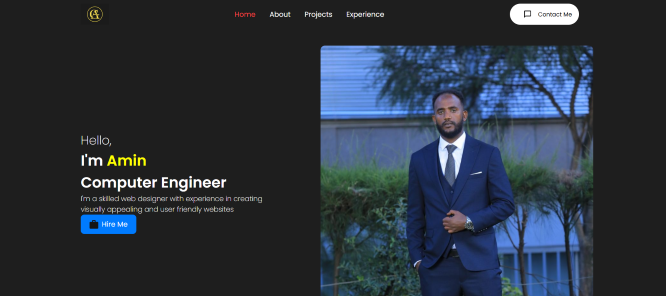 Home About Projects Experience Contact Me
Hello,
I'm Amin
Computer Engineer
I'm a skilled web designer with experience in creating
visually appealing and user friendly websites
Hire Me